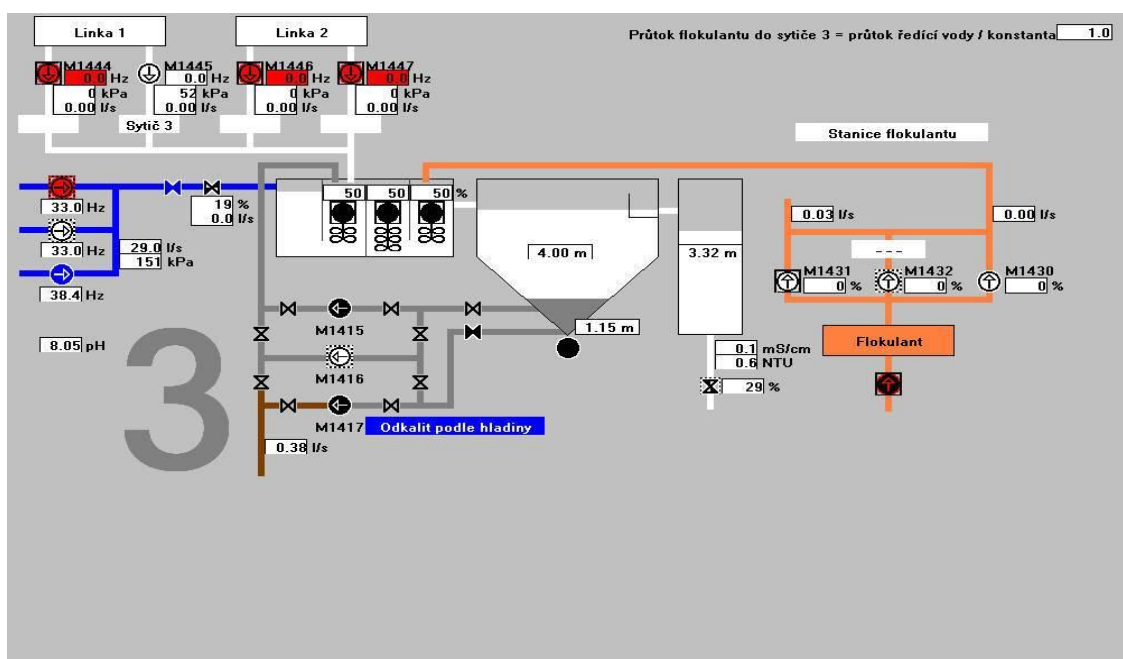 Linka 1
Linka 2
Průtok flokulantu do sytiče 3 = průtok ředící vody / konstanta 1.0
M1444 M1445 M1446 M1447
0.0 Hz 0.0 Hz 0.0 Hz 0.0 Hz
0 kPa 52 kPa 0 kPa 0 kPa
0.00 l/s 0.00 l/s 0.00 l/s 0.00 l/s
Sytič 3
Stanice flokulantu
50 50 50 %
33.0 Hz
19 %
0.0 l/s
0.03 l/s
0.00 l/s
33.0 Hz
29.0 l/s
151 kPa
4.00 m
3.32 m
---
38.4 Hz
M1431 M1432 M1430
0 % 0 % 0 %
M1415
1.15 m
Flokulant
8.05 pH
0.1 mS/cm
0.6 NTU
M1416
29 %
3
M1417
Odkalit podle hladiny
0.38 l/s